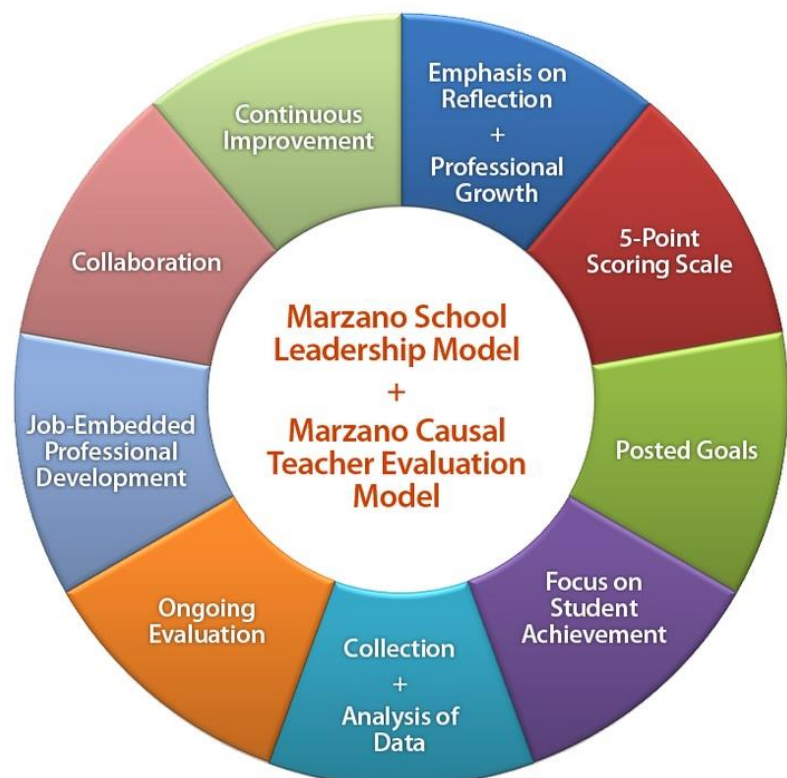 Marzano School
Leadership Model
+
Marzano Causal
Teacher Evaluation
Model
Emphasis on
Reflection
+
Professional
Growth
5-Point
Scoring Scale
Posted Goals
Focus on
Student
Achievement
Collection
+
Analysis of
Data
Ongoing
Evaluation
Job-Embedded
Professional
Development
Collaboration
Continuous
Improvement